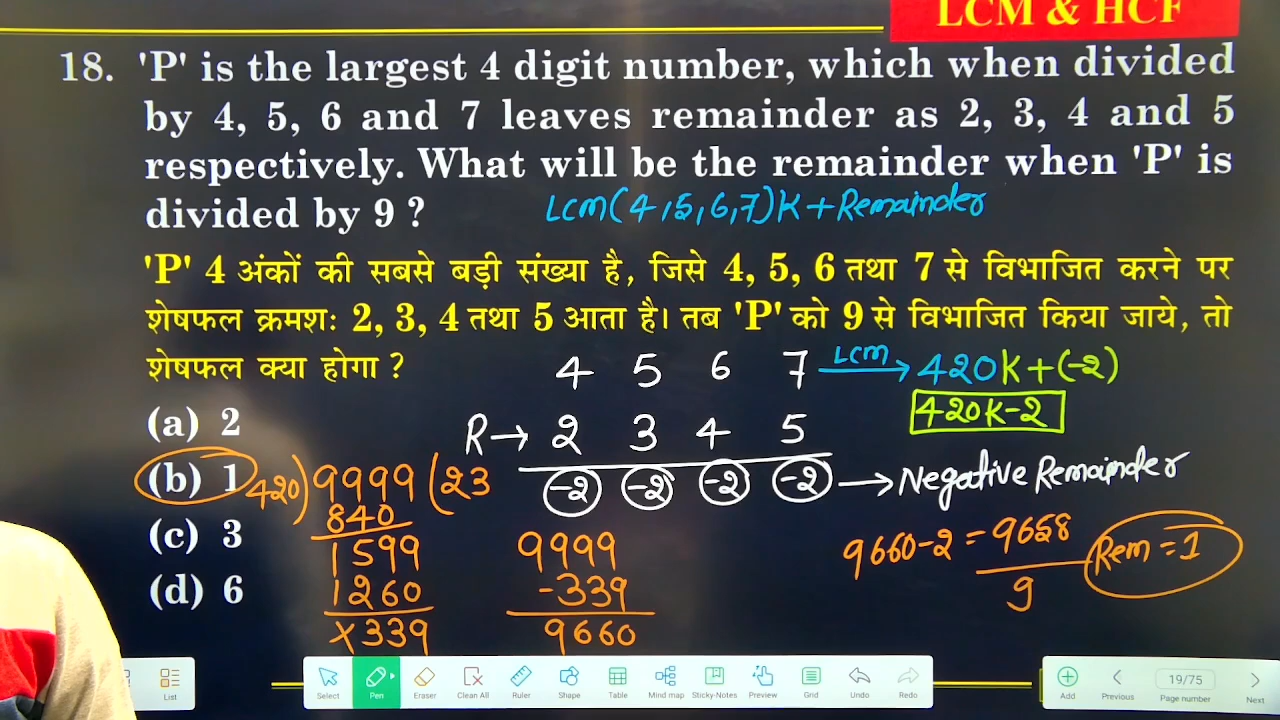 LCM & HCF
18. 'P' is the largest 4 digit number, which when divided
by 4, 5, 6 and 7 leaves remainder as 2, 3, 4 and 5
respectively. What will be the remainder when 'P' is
divided by 9 ?
LCM(4,5,6,7)K+Remainder
'P' 4 अंकों की सबसे बड़ी संख्या है, जिसे 4, 5, 6 तथा 7 से विभाजित करने पर
शेषफल क्रमशः 2, 3, 4 तथा 5 आता है। तब 'P' को 9 से विभाजित किया जाये, तो
शेषफल क्या होगा ?
4 5 6 7 LCM → 420K+(-2)
420K-2
R→ 2 3 4 5
-2 -2 -2 -2 → Negative Remainder
(a) 2
(b) 1
(c) 3
(d) 6
420)9999(23
840
1599
1260
×339
9999
-339
9660
9660-2 = 9658
9
Rem = 1
List
Select Pen Eraser Clean All Ruler Shape Table Mind map Sticky-Notes Preview Grid Undo Redo
Add Previous 19/75 Page number Next